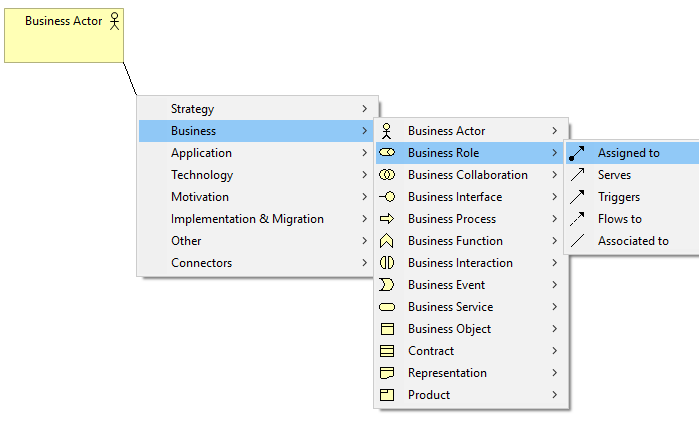 Business Actor
Strategy
Business
Application
Technology
Motivation
Implementation & Migration
Other
Connectors
Business Actor
Business Role
Business Collaboration
Business Interface
Business Process
Business Function
Business Interaction
Business Event
Business Service
Business Object
Contract
Representation
Product
Assigned to
Serves
Triggers
Flows to
Associated to